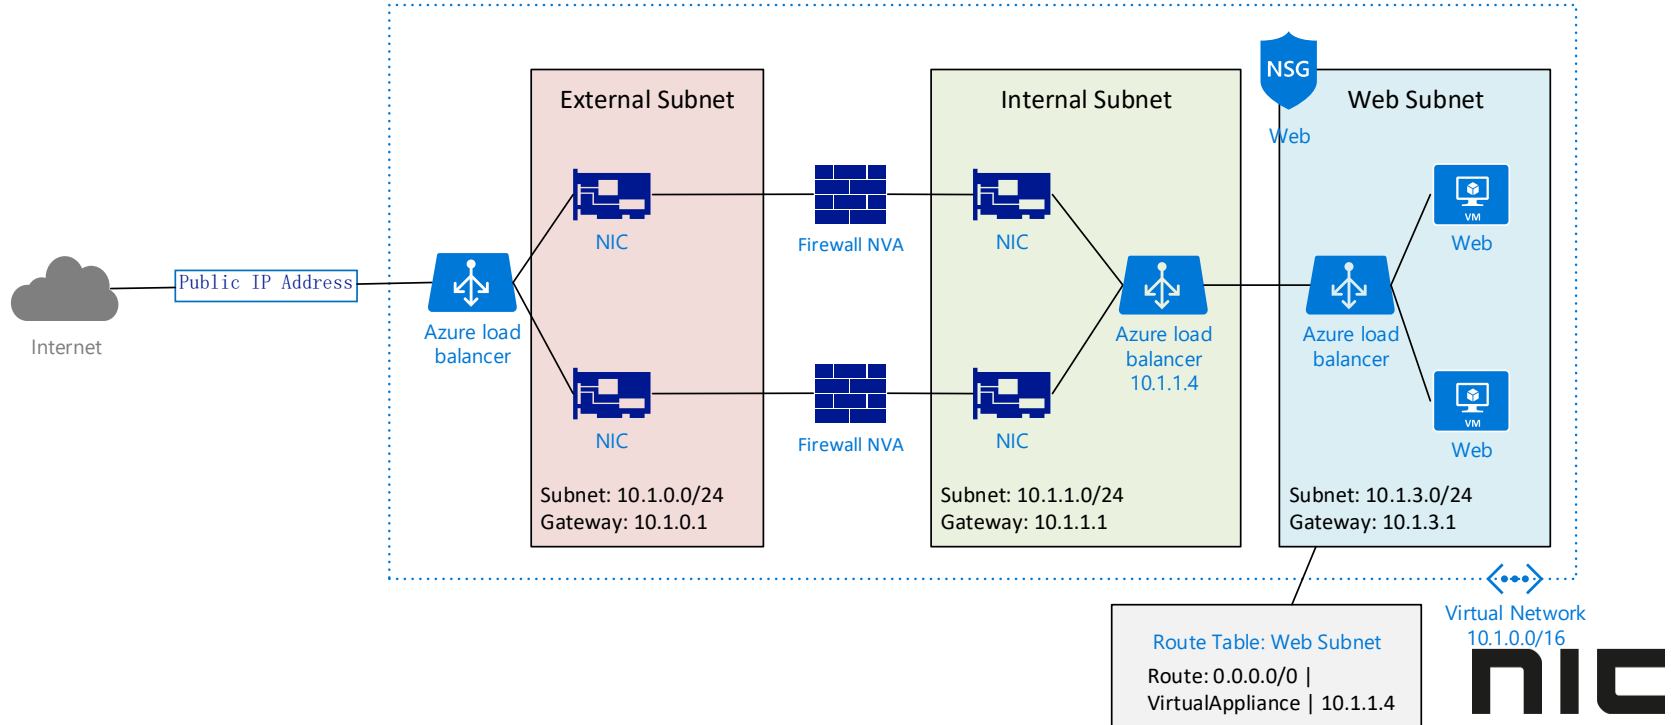 Internet
Public IP Address
Azure load
balancer
External Subnet
NIC
NIC
Subnet: 10.1.0.0/24
Gateway: 10.1.0.1
Firewall NVA
Firewall NVA
Internal Subnet
NIC
NIC
Azure load
balancer
10.1.1.4
Subnet: 10.1.1.0/24
Gateway: 10.1.1.1
NSG
Web
Web Subnet
Azure load
balancer
VM
Web
VM
Web
Subnet: 10.1.3.0/24
Gateway: 10.1.3.1
Virtual Network
10.1.0.0/16
Route Table: Web Subnet
Route: 0.0.0.0/0 |
VirtualAppliance | 10.1.1.4
NIC